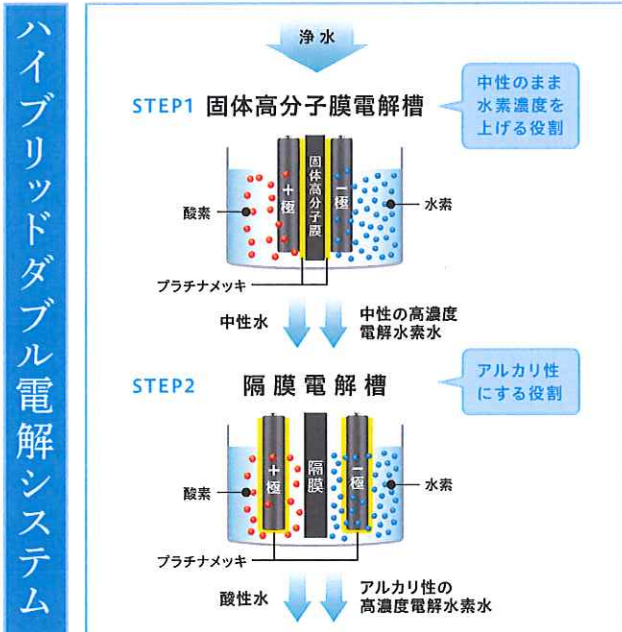 ハイブリッドダブル電解システム
浄水
STEP1 固体高分子膜電解槽
中性のまま
水素濃度を
上げる役割
＋極
固体高分子膜
－極
酸素
水素
プラチナメッキ
中性水
中性の高濃度
電解水素水
STEP2 隔膜電解槽
アルカリ性
にする役割
＋極
隔膜
－極
酸素
水素
プラチナメッキ
酸性水
アルカリ性の
高濃度電解水素水